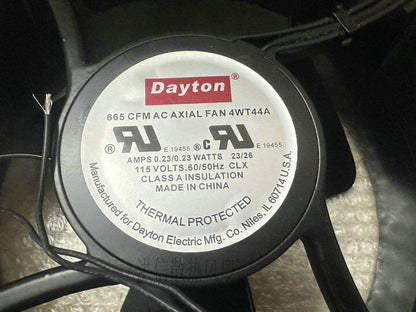 Dayton®
665 CFM AC AXIAL FAN 4WT44A
® E 19455 ® C E 19455
AMPS 0.23/0.23 WATTS 23/26
115 VOLTS.60/50Hz CLX
CLASS A INSULATION
MADE IN CHINA
THERMAL PROTECTED
Manufactured for Dayton Electric Mfg. Co. Niles, IL 60714 U.S.A.